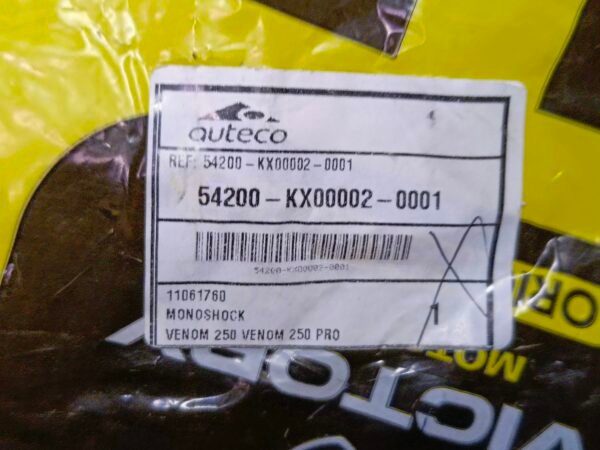 auteco
REF: 54200-KX00002-0001
54200-KX00002-0001
54200-KX00002-0001
11061760
MONOSHOCK
1
VENOM 250 VENOM 250 PRO
ORI
MOT
VICTORY
VICTORY